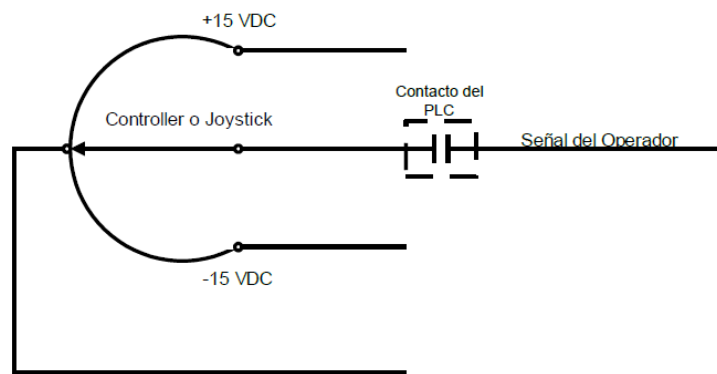 +15 VDC
Contacto del
PLC
Controller o Joystick
Señal del Operador
-15 VDC